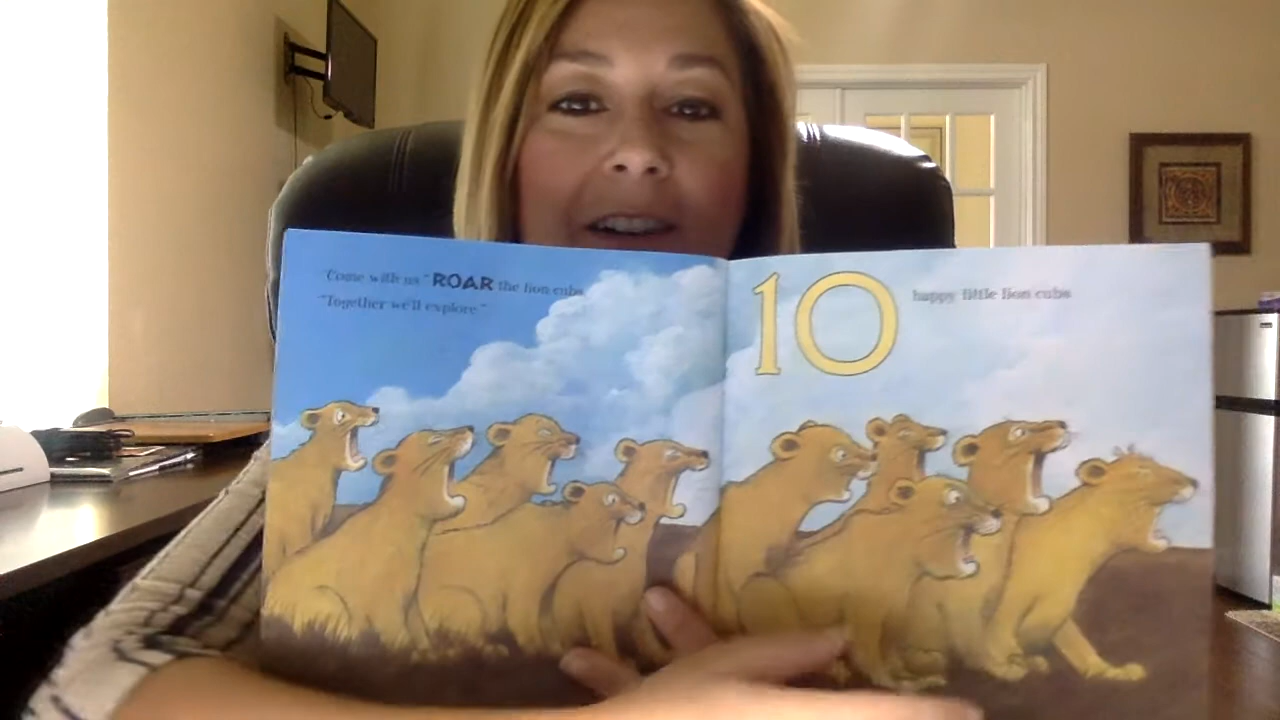 "Come with us" ROAR the lion cubs.
"Together we'll explore."
10 happy little lion cubs